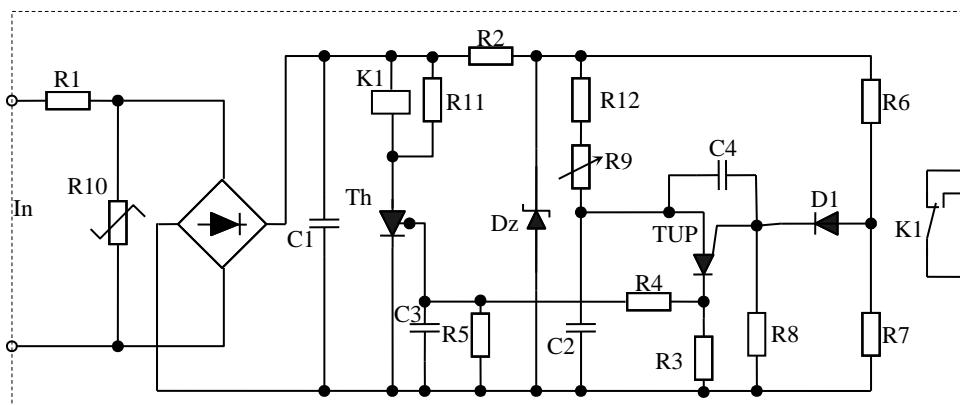 R2
R1
K1
R11
R12
R6
C4
R9
R10
Th
D1
In
C1
Dz
TUP
K1
R4
C3
R5
C2
R3
R8
R7